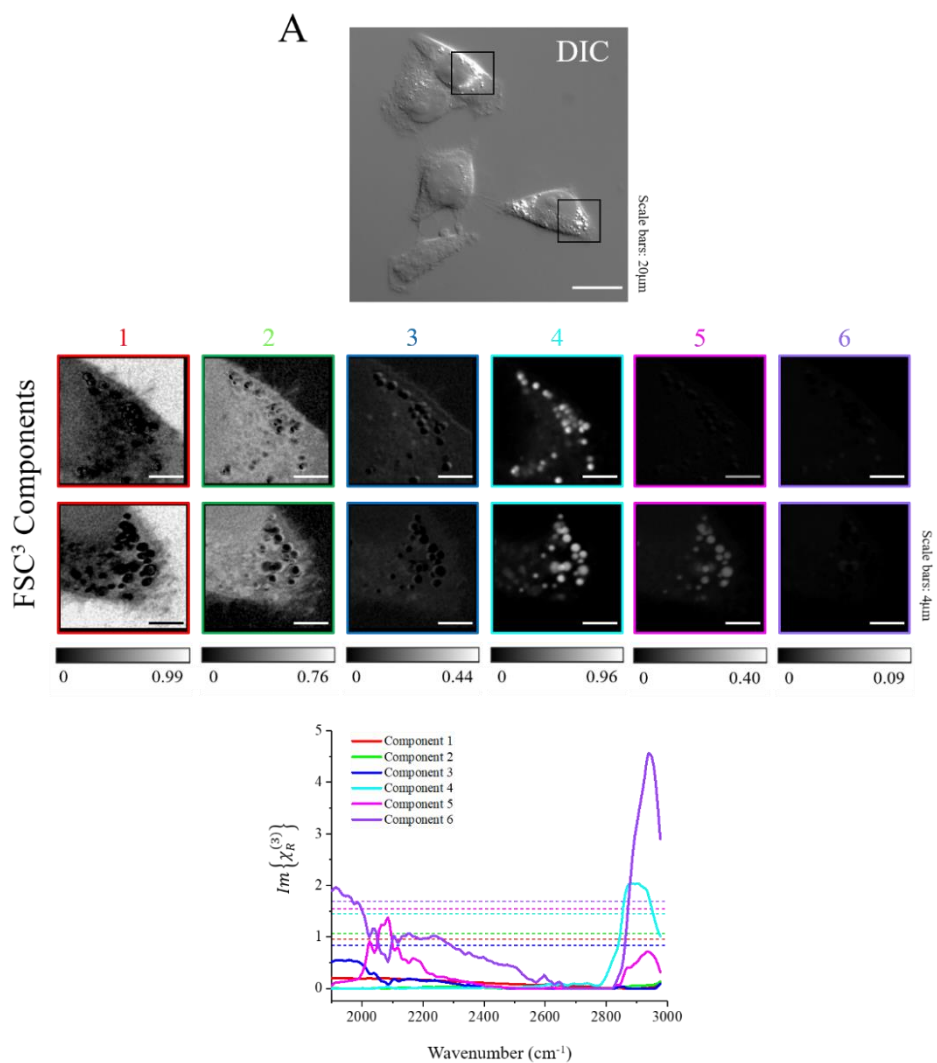 A
DIC
Scale bars: 20µm
1 2 3 4 5 6
FSC³ Components
Scale bars: 4µm
0 0.99 0 0.76 0 0.44 0 0.96 0 0.40 0 0.09
Component 1
Component 2
Component 3
Component 4
Component 5
Component 6
Im{χ_R^(3)}
5
4
3
2
1
0
2000 2200 2400 2600 2800 3000
Wavenumber (cm⁻¹)